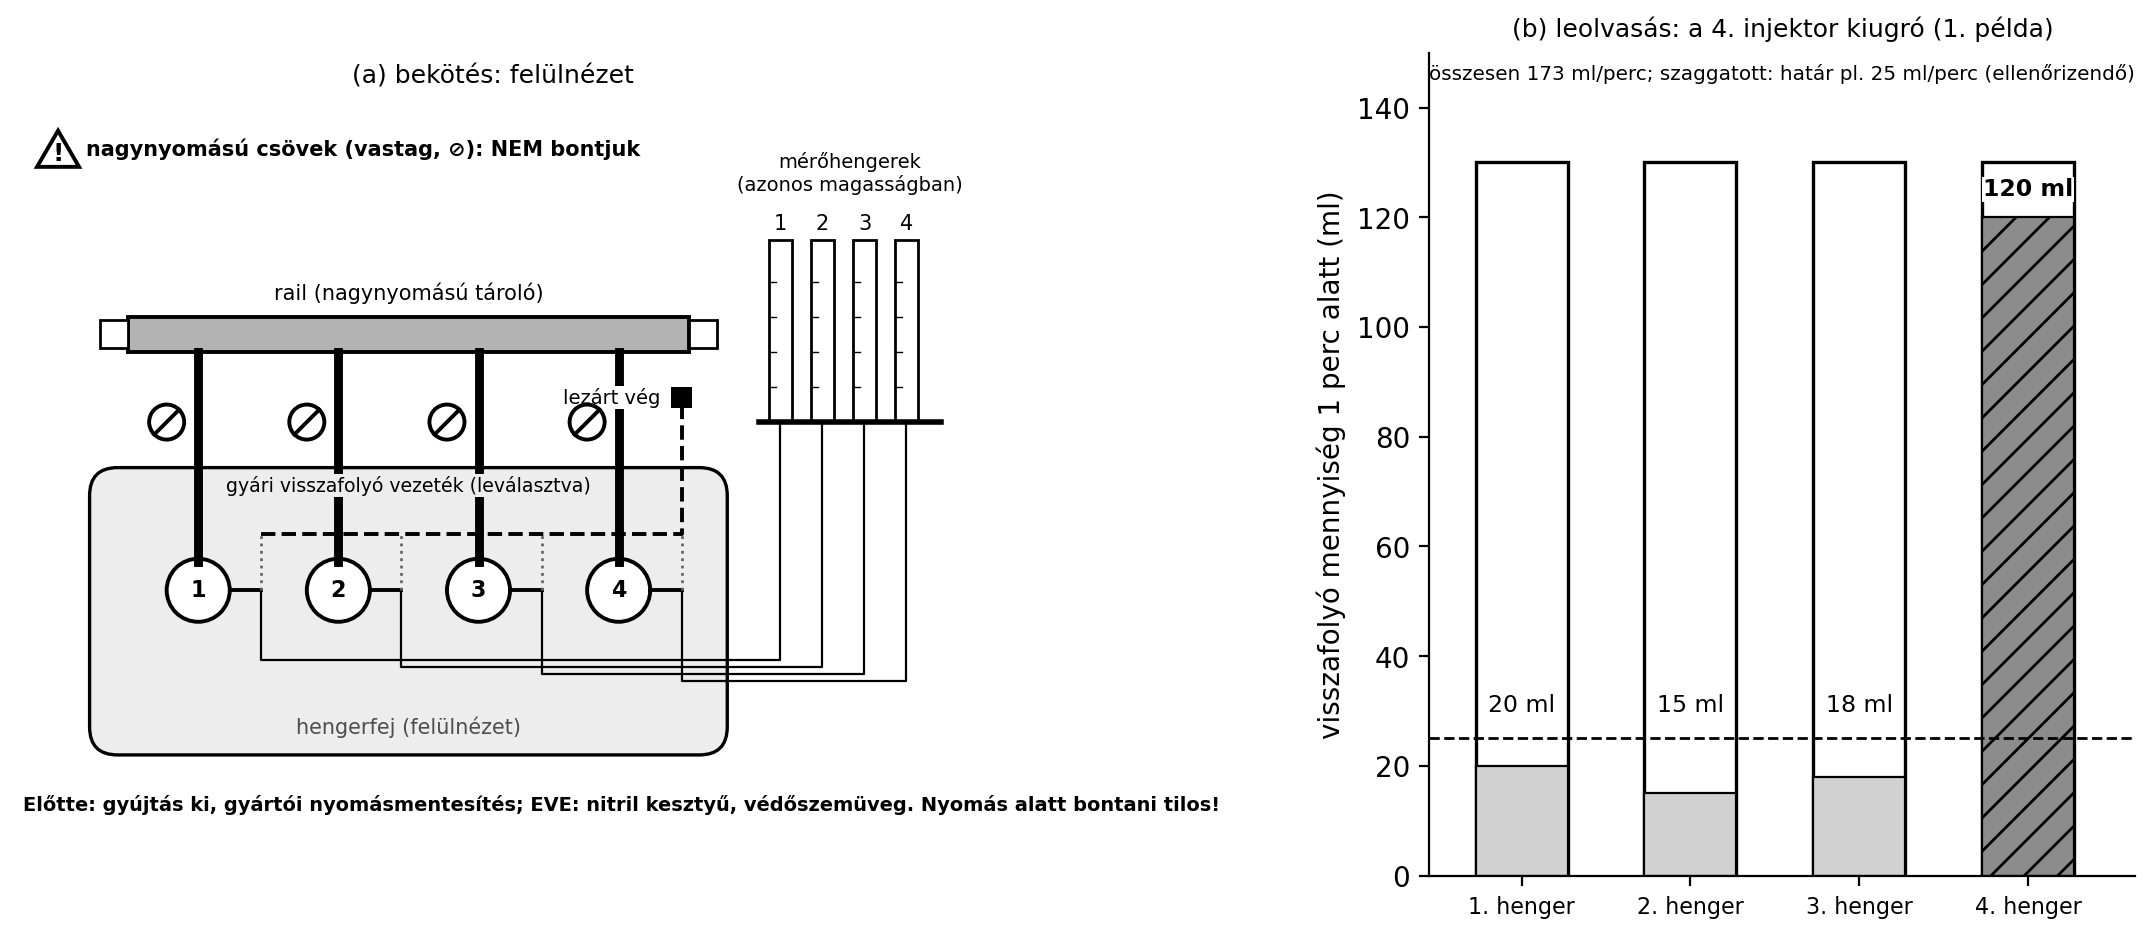 (a) bekötés: felülnézet
! nagynyomású csövek (vastag, ⊘): NEM bontjuk
mérőhengerek
(azonos magasságban)
1 2 3 4
rail (nagynyomású tároló)
lezárt vég
gyári visszafolyó vezeték (leválasztva)
1 2 3 4
hengerfej (felülnézet)
Előtte: gyújtás ki, gyártói nyomásmentesítés; EVE: nitril kesztyű, védőszemüveg. Nyomás alatt bontani tilos!
(b) leolvasás: a 4. injektor kiugró (1. példa)
összesen 173 ml/perc; szaggatott: határ pl. 25 ml/perc (ellenőrizendő)
visszafolyó mennyiség 1 perc alatt (ml)
140
120
100
80
60
40
20
0
120 ml
20 ml 15 ml 18 ml
1. henger 2. henger 3. henger 4. henger